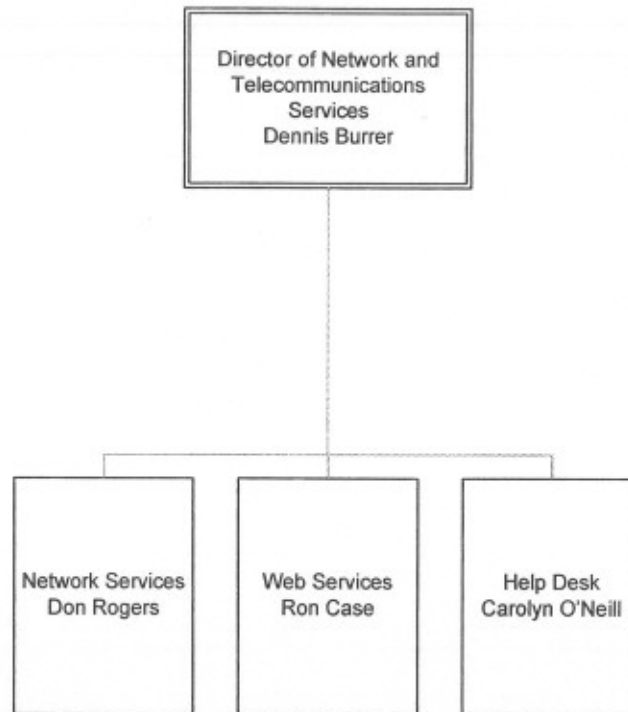 Director of Network and
Telecommunications
Services
Dennis Burrer
Network Services
Don Rogers
Web Services
Ron Case
Help Desk
Carolyn O'Neill